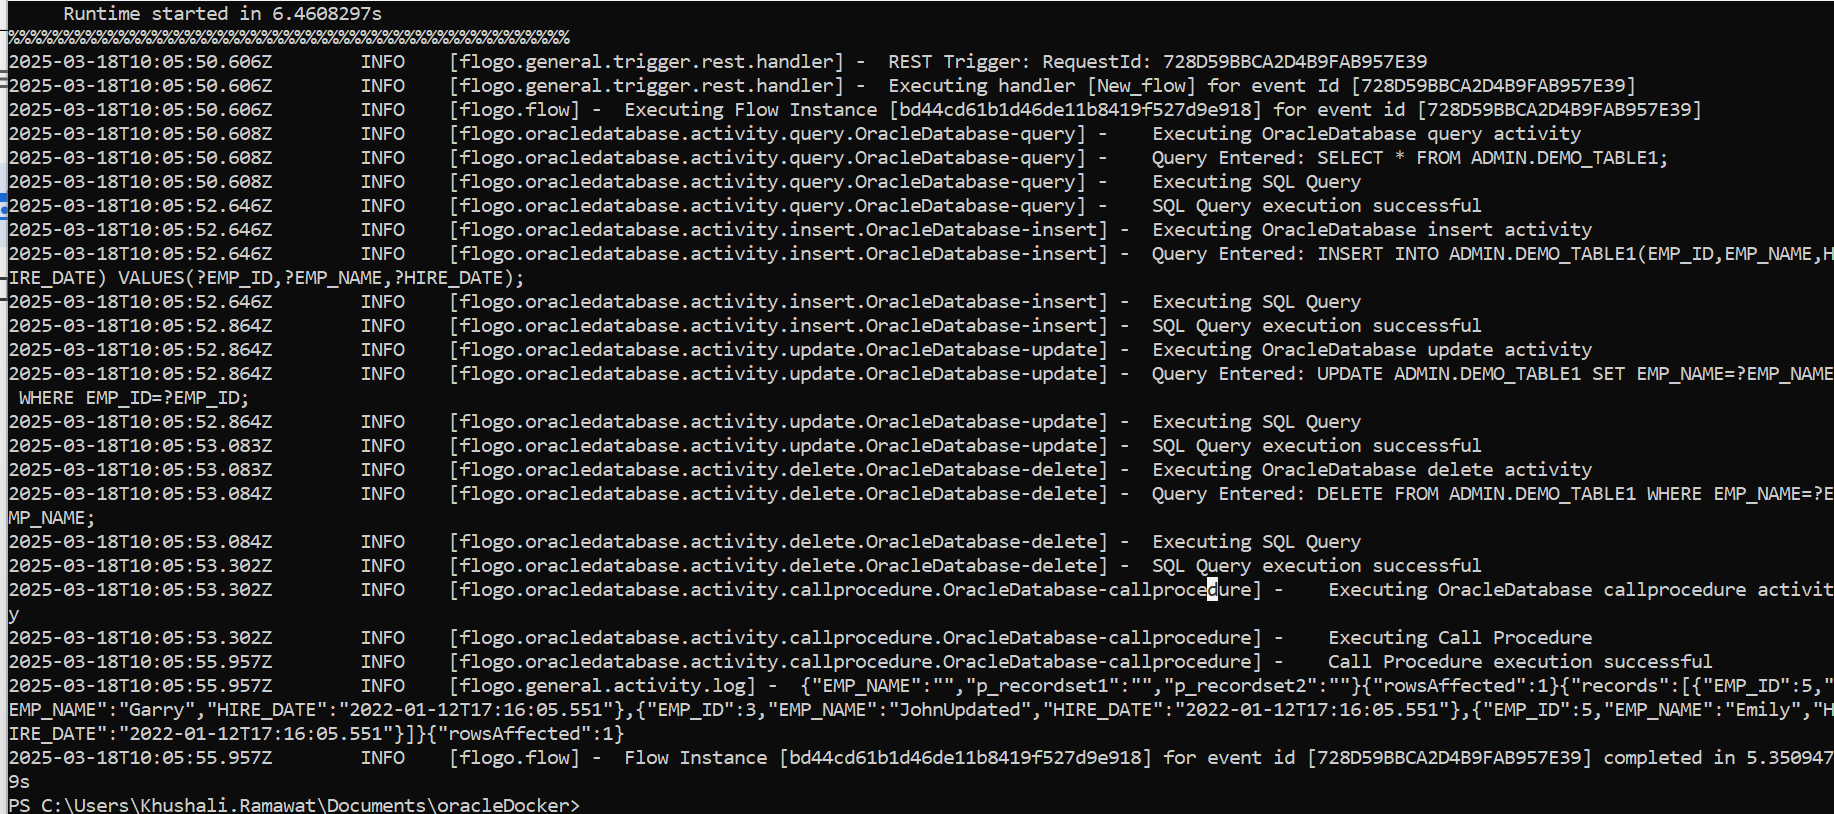 Runtime started in 6.4608297s
%%%%%%%%%%%%%%%%%%%%%%%%%%%%%%%%%%%%%%%%%%%%%%%%%%%
2025-03-18T10:05:50.606Z        INFO    [flogo.general.trigger.rest.handler] -  REST Trigger: RequestId: 728D59BBCA2D4B9FAB957E39
2025-03-18T10:05:50.606Z        INFO    [flogo.general.trigger.rest.handler] -  Executing handler [New_flow] for event Id [728D59BBCA2D4B9FAB957E39]
2025-03-18T10:05:50.606Z        INFO    [flogo.flow] -  Executing Flow Instance [bd44cd61b1d46de11b8419f527d9e918] for event id [728D59BBCA2D4B9FAB957E39]
2025-03-18T10:05:50.608Z        INFO    [flogo.oracledatabase.activity.query.OracleDatabase-query] -    Executing OracleDatabase query activity
2025-03-18T10:05:50.608Z        INFO    [flogo.oracledatabase.activity.query.OracleDatabase-query] -    Query Entered: SELECT * FROM ADMIN.DEMO_TABLE1;
2025-03-18T10:05:50.608Z        INFO    [flogo.oracledatabase.activity.query.OracleDatabase-query] -    Executing SQL Query
2025-03-18T10:05:52.646Z        INFO    [flogo.oracledatabase.activity.query.OracleDatabase-query] -    SQL Query execution successful
2025-03-18T10:05:52.646Z        INFO    [flogo.oracledatabase.activity.insert.OracleDatabase-insert] -  Executing OracleDatabase insert activity
2025-03-18T10:05:52.646Z        INFO    [flogo.oracledatabase.activity.insert.OracleDatabase-insert] -  Query Entered: INSERT INTO ADMIN.DEMO_TABLE1(EMP_ID,EMP_NAME,H
IRE_DATE) VALUES(?EMP_ID,?EMP_NAME,?HIRE_DATE);
2025-03-18T10:05:52.646Z        INFO    [flogo.oracledatabase.activity.insert.OracleDatabase-insert] -  Executing SQL Query
2025-03-18T10:05:52.864Z        INFO    [flogo.oracledatabase.activity.insert.OracleDatabase-insert] -  SQL Query execution successful
2025-03-18T10:05:52.864Z        INFO    [flogo.oracledatabase.activity.update.OracleDatabase-update] -  Executing OracleDatabase update activity
2025-03-18T10:05:52.864Z        INFO    [flogo.oracledatabase.activity.update.OracleDatabase-update] -  Query Entered: UPDATE ADMIN.DEMO_TABLE1 SET EMP_NAME=?EMP_NAME
 WHERE EMP_ID=?EMP_ID;
2025-03-18T10:05:52.864Z        INFO    [flogo.oracledatabase.activity.update.OracleDatabase-update] -  Executing SQL Query
2025-03-18T10:05:53.083Z        INFO    [flogo.oracledatabase.activity.update.OracleDatabase-update] -  SQL Query execution successful
2025-03-18T10:05:53.083Z        INFO    [flogo.oracledatabase.activity.delete.OracleDatabase-delete] -  Executing OracleDatabase delete activity
2025-03-18T10:05:53.084Z        INFO    [flogo.oracledatabase.activity.delete.OracleDatabase-delete] -  Query Entered: DELETE FROM ADMIN.DEMO_TABLE1 WHERE EMP_NAME=?E
MP_NAME;
2025-03-18T10:05:53.084Z        INFO    [flogo.oracledatabase.activity.delete.OracleDatabase-delete] -  Executing SQL Query
2025-03-18T10:05:53.302Z        INFO    [flogo.oracledatabase.activity.delete.OracleDatabase-delete] -  SQL Query execution successful
2025-03-18T10:05:53.302Z        INFO    [flogo.oracledatabase.activity.callprocedure.OracleDatabase-callprocedure] -    Executing OracleDatabase callprocedure activit
y
2025-03-18T10:05:53.302Z        INFO    [flogo.oracledatabase.activity.callprocedure.OracleDatabase-callprocedure] -    Executing Call Procedure
2025-03-18T10:05:55.957Z        INFO    [flogo.oracledatabase.activity.callprocedure.OracleDatabase-callprocedure] -    Call Procedure execution successful
2025-03-18T10:05:55.957Z        INFO    [flogo.general.activity.log] -  {"EMP_NAME":"","p_recordset1":"","p_recordset2":""}{"rowsAffected":1}{"records":[{"EMP_ID":5,"
EMP_NAME":"Garry","HIRE_DATE":"2022-01-12T17:16:05.551"},{"EMP_ID":3,"EMP_NAME":"JohnUpdated","HIRE_DATE":"2022-01-12T17:16:05.551"},{"EMP_ID":5,"EMP_NAME":"Emily","H
IRE_DATE":"2022-01-12T17:16:05.551"}]}{"rowsAffected":1}
2025-03-18T10:05:55.957Z        INFO    [flogo.flow] -  Flow Instance [bd44cd61b1d46de11b8419f527d9e918] for event id [728D59BBCA2D4B9FAB957E39] completed in 5.350947
9s
PS C:\Users\Khushali.Ramawat\Documents\oracleDocker>